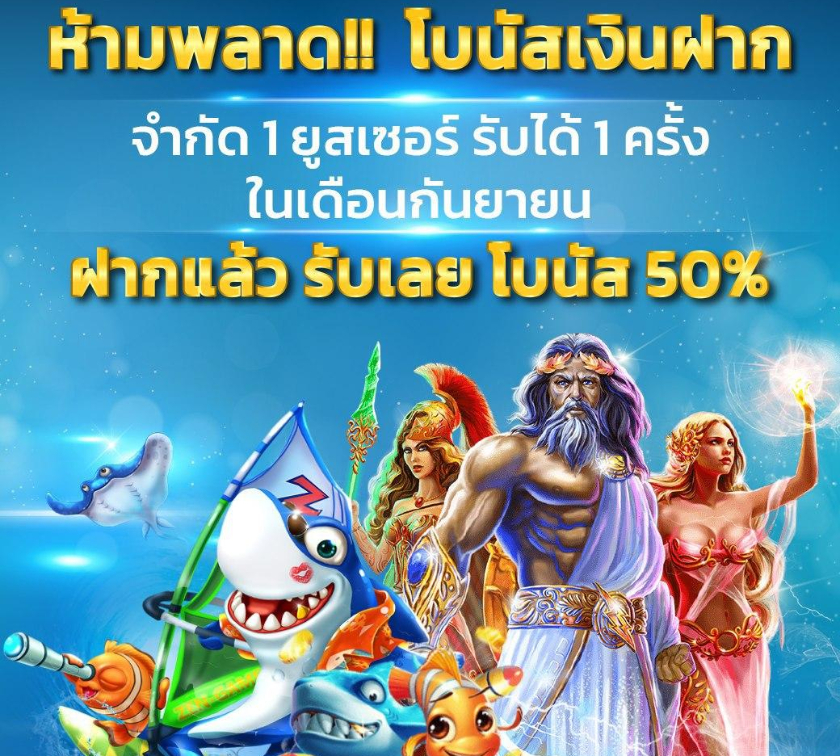 ห้ามพลาด!! โบนัสเงินฝาก
จำกัด 1 ยูสเซอร์ รับได้ 1 ครั้ง
ในเดือนกันยายน
ฝากแล้ว รับเลย โบนัส 50%
Z